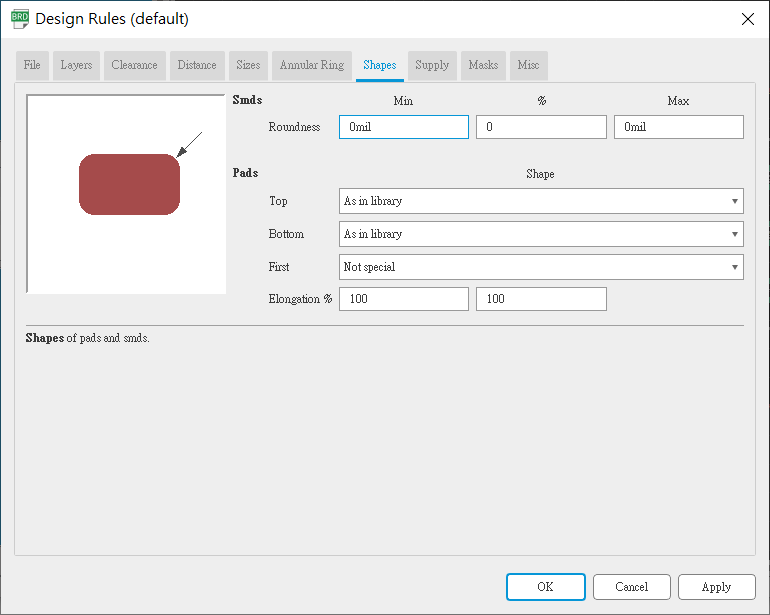 BRD Design Rules (default)
File Layers Clearance Distance Sizes Annular Ring Shapes Supply Masks Misc
Smds Min % Max
Roundness 0mil 0 0mil
Pads Shape
Top As in library
Bottom As in library
First Not special
Elongation % 100 100
Shapes of pads and smds.
OK Cancel Apply